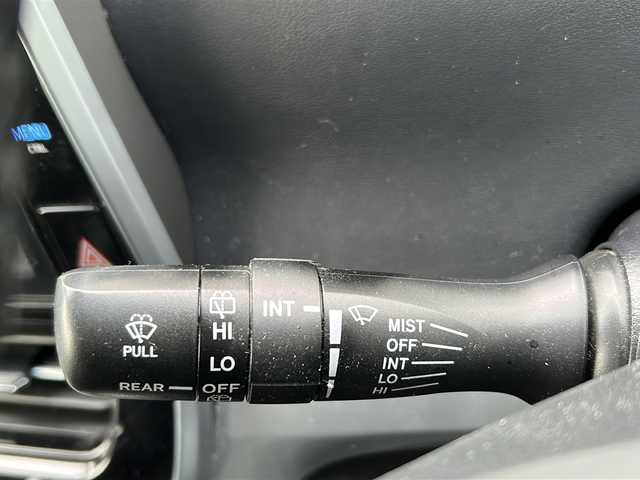 MENU
PULL
REAR
HI
LO
OFF
INT
MIST
OFF
INT
LO
HI